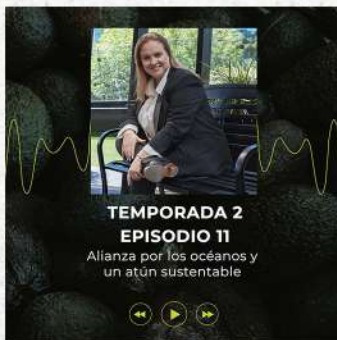 TEMPORADA 2
EPISODIO 11
Alianza por los océanos y
un atún sustentable